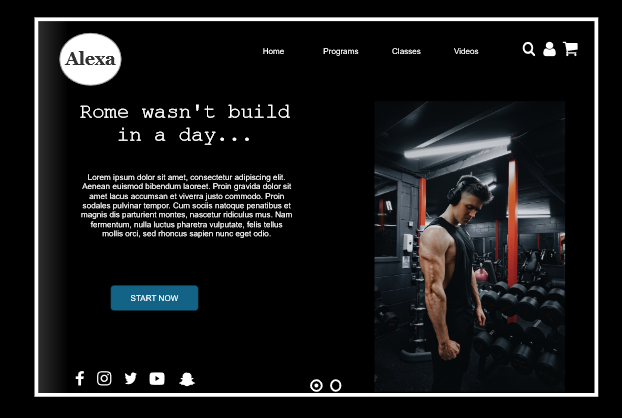 Alexa
Home Programs Classes Videos
Rome wasn't build
in a day...
Lorem ipsum dolor sit amet, consectetur adipiscing elit.
Aenean euismod bibendum laoreet. Proin gravida dolor sit
amet lacus accumsan et viverra justo commodo. Proin
sodales pulvinar tempor. Cum sociis natoque penatibus et
magnis dis parturient montes, nascetur ridiculus mus. Nam
fermentum, nulla luctus pharetra vulputate, felis tellus
mollis orci, sed rhoncus sapien nunc eget odio.
START NOW